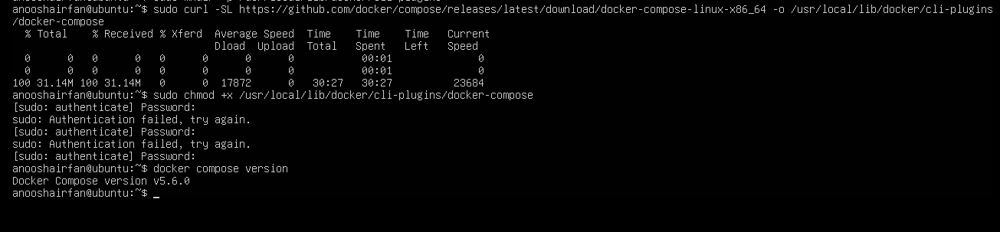 anooshairfan@ubuntu:~$ sudo curl -SL https://github.com/docker/compose/releases/latest/download/docker-compose-linux-x86_64 -o /usr/local/lib/docker/cli-plugins
/docker-compose
% Total % Received % Xferd Average Speed Time Time Time Current
Dload Upload Total Spent Left Speed
0 0 0 0 0 0 0 0 00:01 0
0 0 0 0 0 0 0 0 00:01 0
100 31.14M 100 31.14M 0 0 17872 0 30:27 30:27 23684
anooshairfan@ubuntu:~$ sudo chmod +x /usr/local/lib/docker/cli-plugins/docker-compose
[sudo: authenticate] Password:
sudo: Authentication failed, try again.
[sudo: authenticate] Password:
sudo: Authentication failed, try again.
[sudo: authenticate] Password:
anooshairfan@ubuntu:~$ docker compose version
Docker Compose version v5.6.0
anooshairfan@ubuntu:~$ _